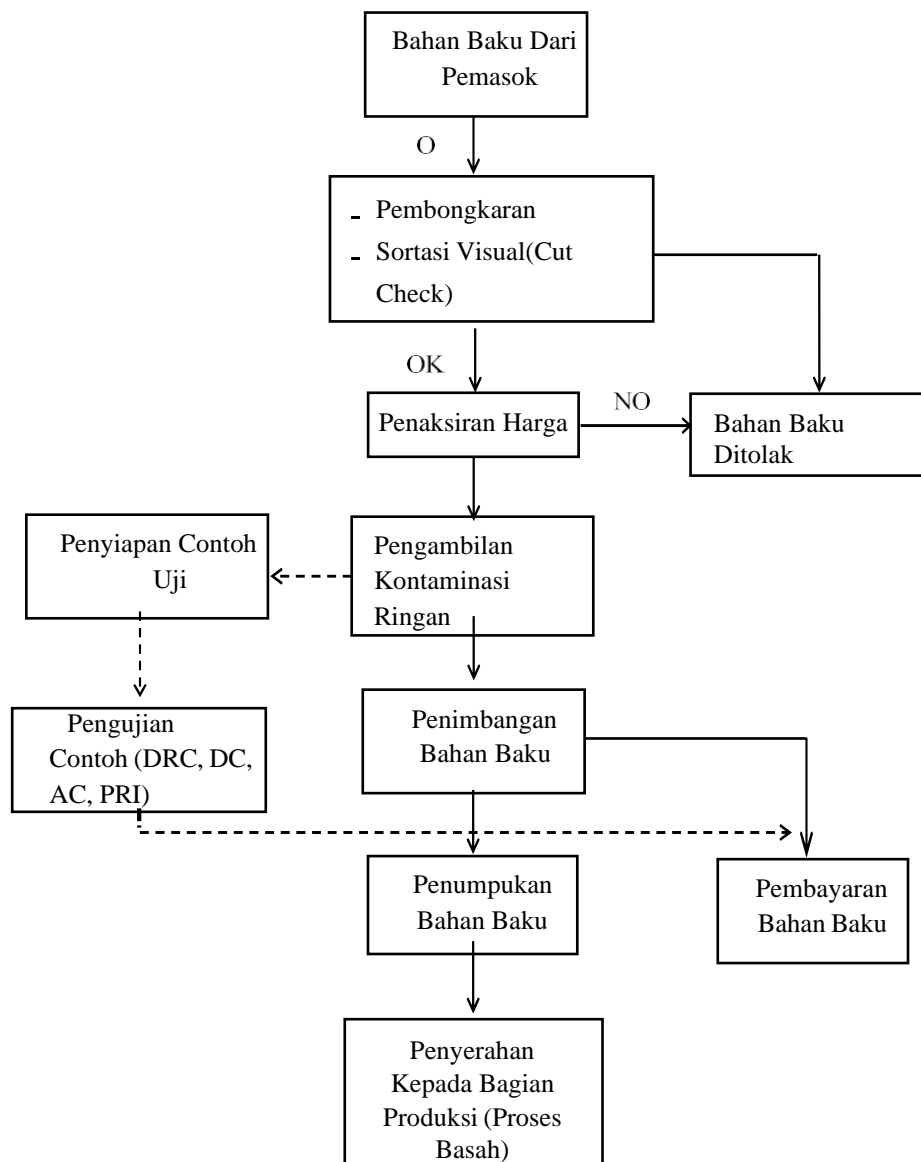 Bahan Baku Dari
Pemasok
O
- Pembongkaran
- Sortasi Visual(Cut
Check)
OK
Penaksiran Harga
NO
Bahan Baku
Ditolak
Penyiapan Contoh
Uji
Pengambilan
Kontaminasi
Ringan
Pengujian
Contoh (DRC, DC,
AC, PRI)
Penimbangan
Bahan Baku
Penumpukan
Bahan Baku
Pembayaran
Bahan Baku
Penyerahan
Kepada Bagian
Produksi (Proses
Basah)